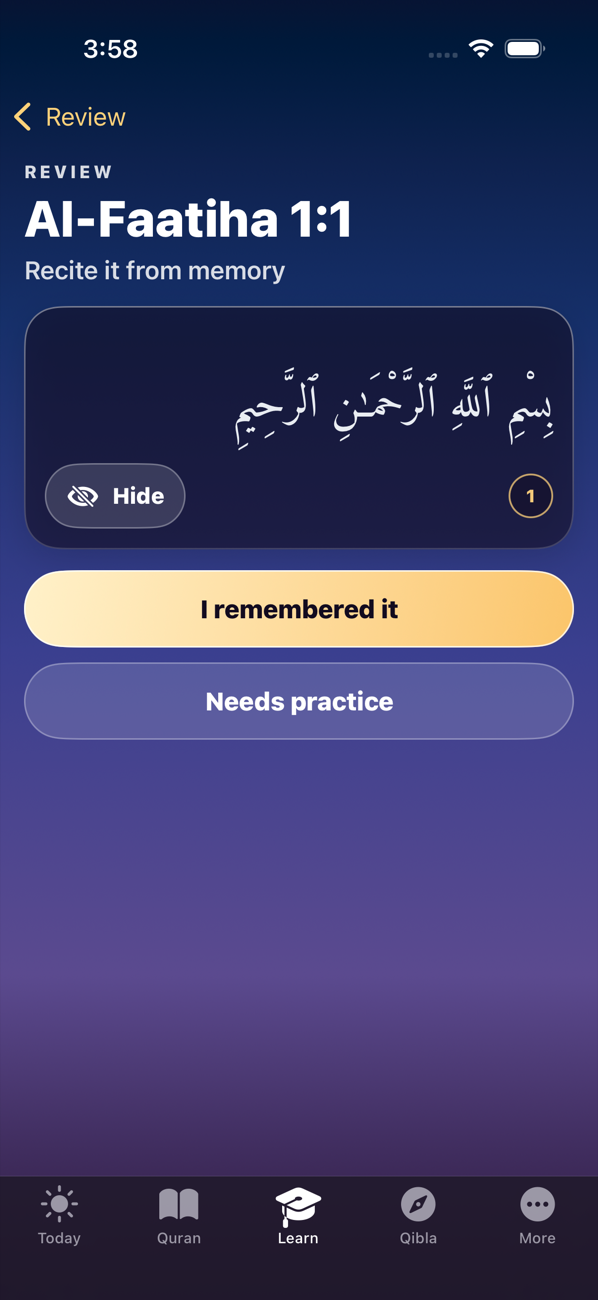 3:58
Review
REVIEW
Al-Faatiha 1:1
Recite it from memory
بِسْمِ ٱللَّهِ ٱلرَّحْمَـٰنِ ٱلرَّحِيمِ
Hide
1
I remembered it
Needs practice
Today
Quran
Learn
Qibla
More